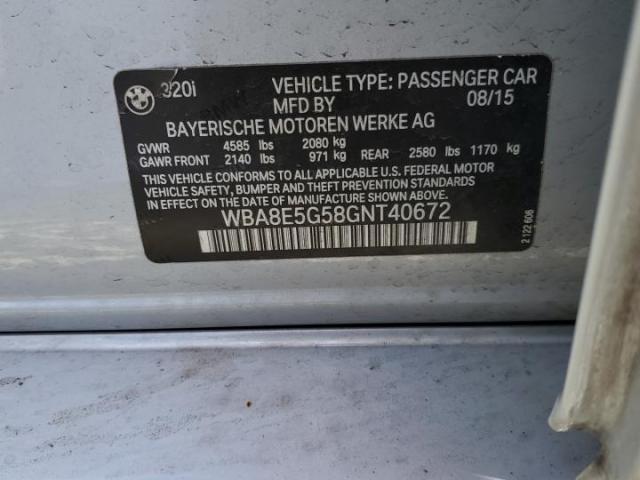 BMW 320i VEHICLE TYPE: PASSENGER CAR
MFD BY 08/15
BAYERISCHE MOTOREN WERKE AG
GVWR 4585 lbs 2080 kg
GAWR FRONT 2140 lbs 971 kg REAR 2580 lbs 1170 kg
THIS VEHICLE CONFORMS TO ALL APPLICABLE U.S. FEDERAL MOTOR
VEHICLE SAFETY, BUMPER AND THEFT PREVENTION STANDARDS
IN EFFECT ON THE DATE OF MANUFACTURE SHOWN ABOVE.
WBA8E5G58GNT40672
2 122 606